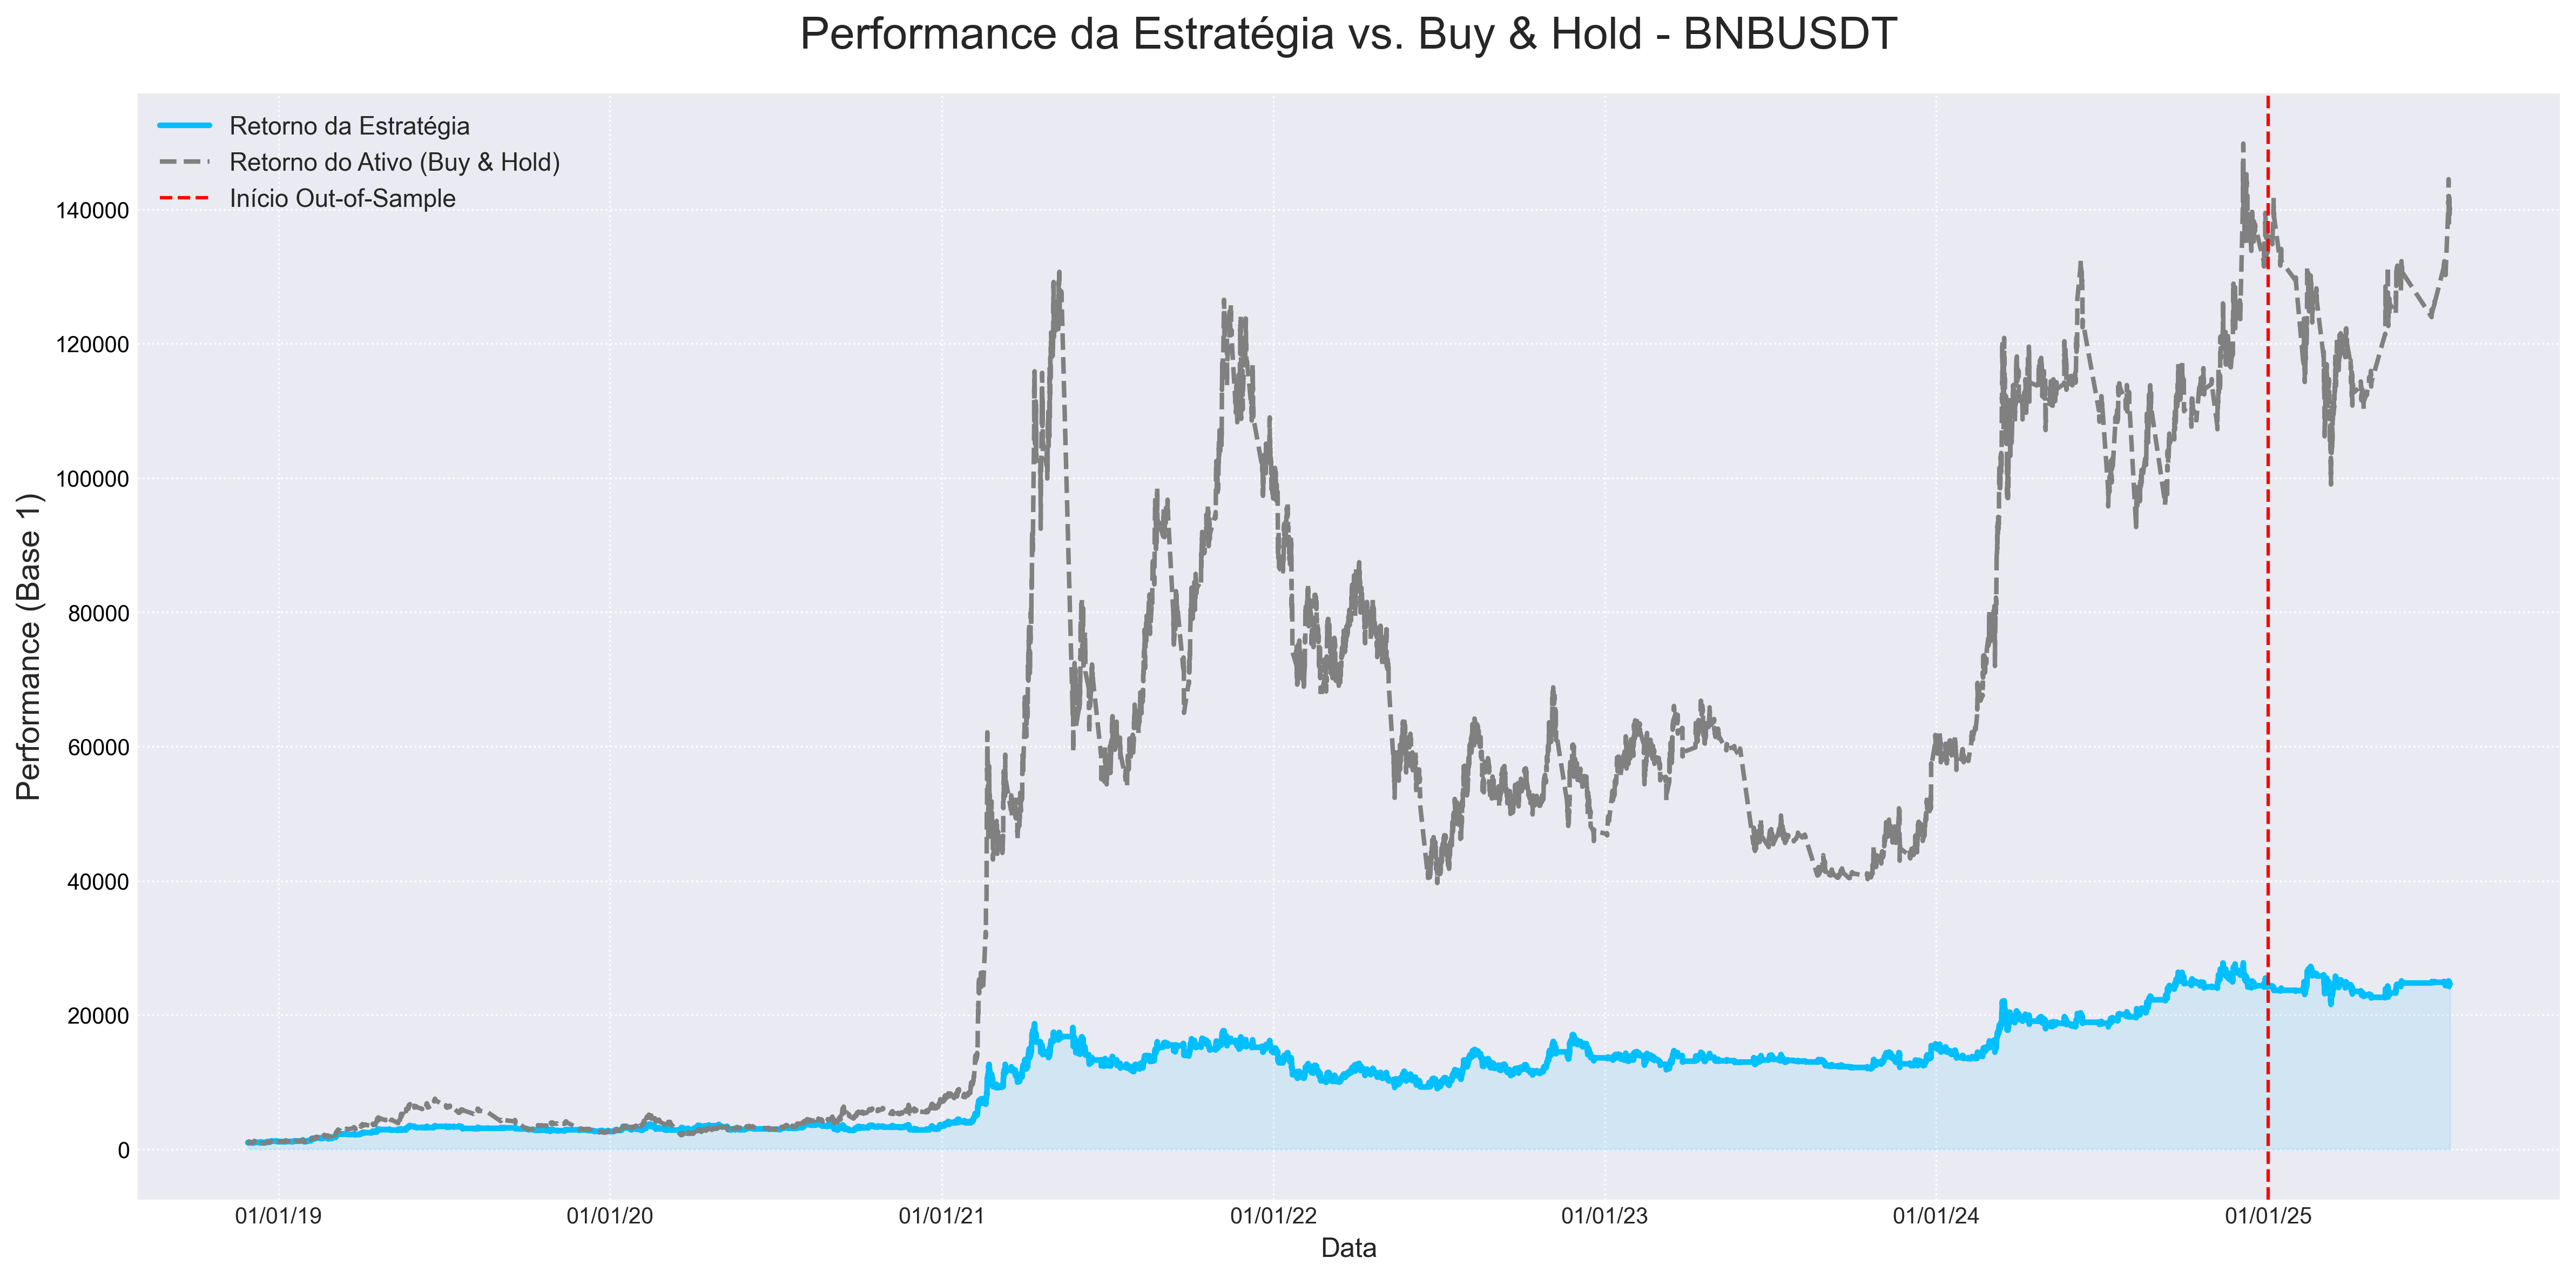 Performance da Estratégia vs. Buy & Hold - BNBUSDT
Retorno da Estratégia
Retorno do Ativo (Buy & Hold)
Início Out-of-Sample
Performance (Base 1)
140000
120000
100000
80000
60000
40000
20000
0
01/01/19
01/01/20
01/01/21
01/01/22
01/01/23
01/01/24
01/01/25
Data